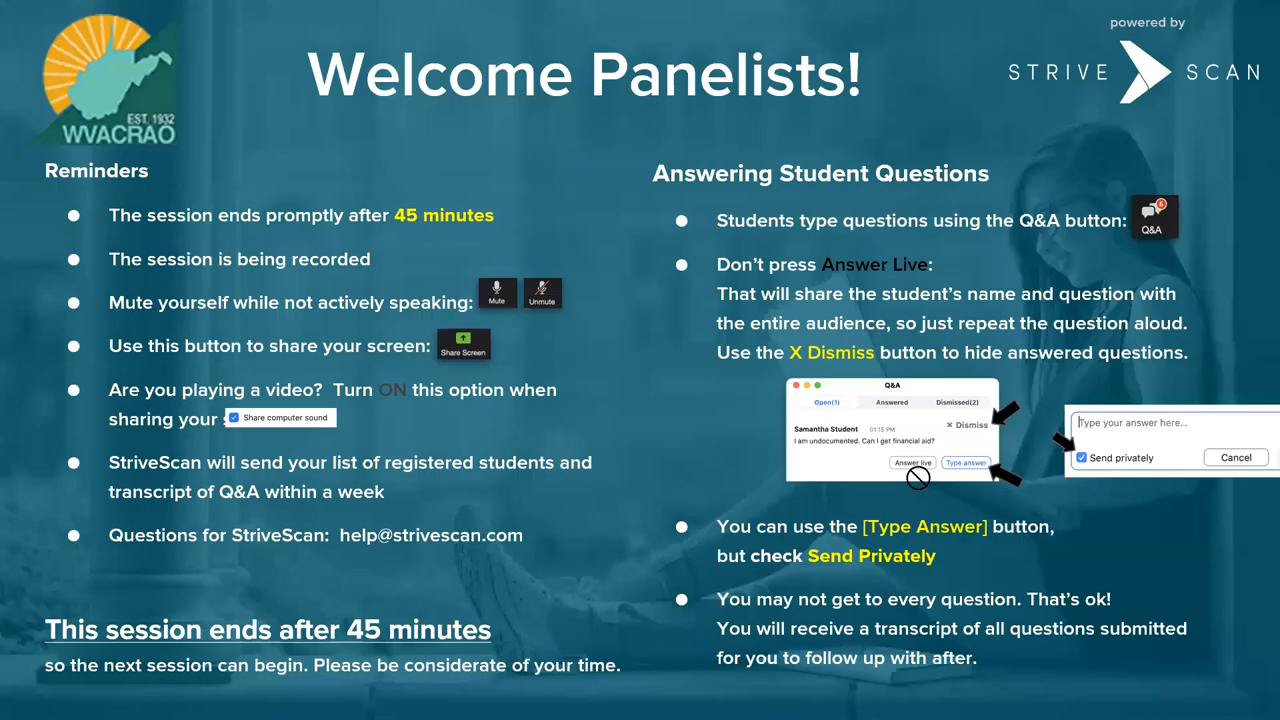 EST. 1932
WVACRAO
Welcome Panelists!
powered by
STRIVE SCAN
Reminders
The session ends promptly after 45 minutes
The session is being recorded
Mute yourself while not actively speaking:
Mute
Unmute
Use this button to share your screen:
Share Screen
Are you playing a video? Turn ON this option when
sharing your
Share computer sound
StriveScan will send your list of registered students and
transcript of Q&A within a week
Questions for StriveScan: help@strivescan.com
This session ends after 45 minutes
so the next session can begin. Please be considerate of your time.
Answering Student Questions
Students type questions using the Q&A button:
6
Q&A
Don’t press Answer Live:
That will share the student’s name and question with
the entire audience, so just repeat the question aloud.
Use the X Dismiss button to hide answered questions.
Q&A
Open(1) Answered Dismissed(2)
× Dismiss
Samantha Student 01:15 PM
I am undocumented. Can I get financial aid?
Answer live Type answer
Type your answer here...
Send privately Cancel
You can use the [Type Answer] button,
but check Send Privately
You may not get to every question. That’s ok!
You will receive a transcript of all questions submitted
for you to follow up with after.